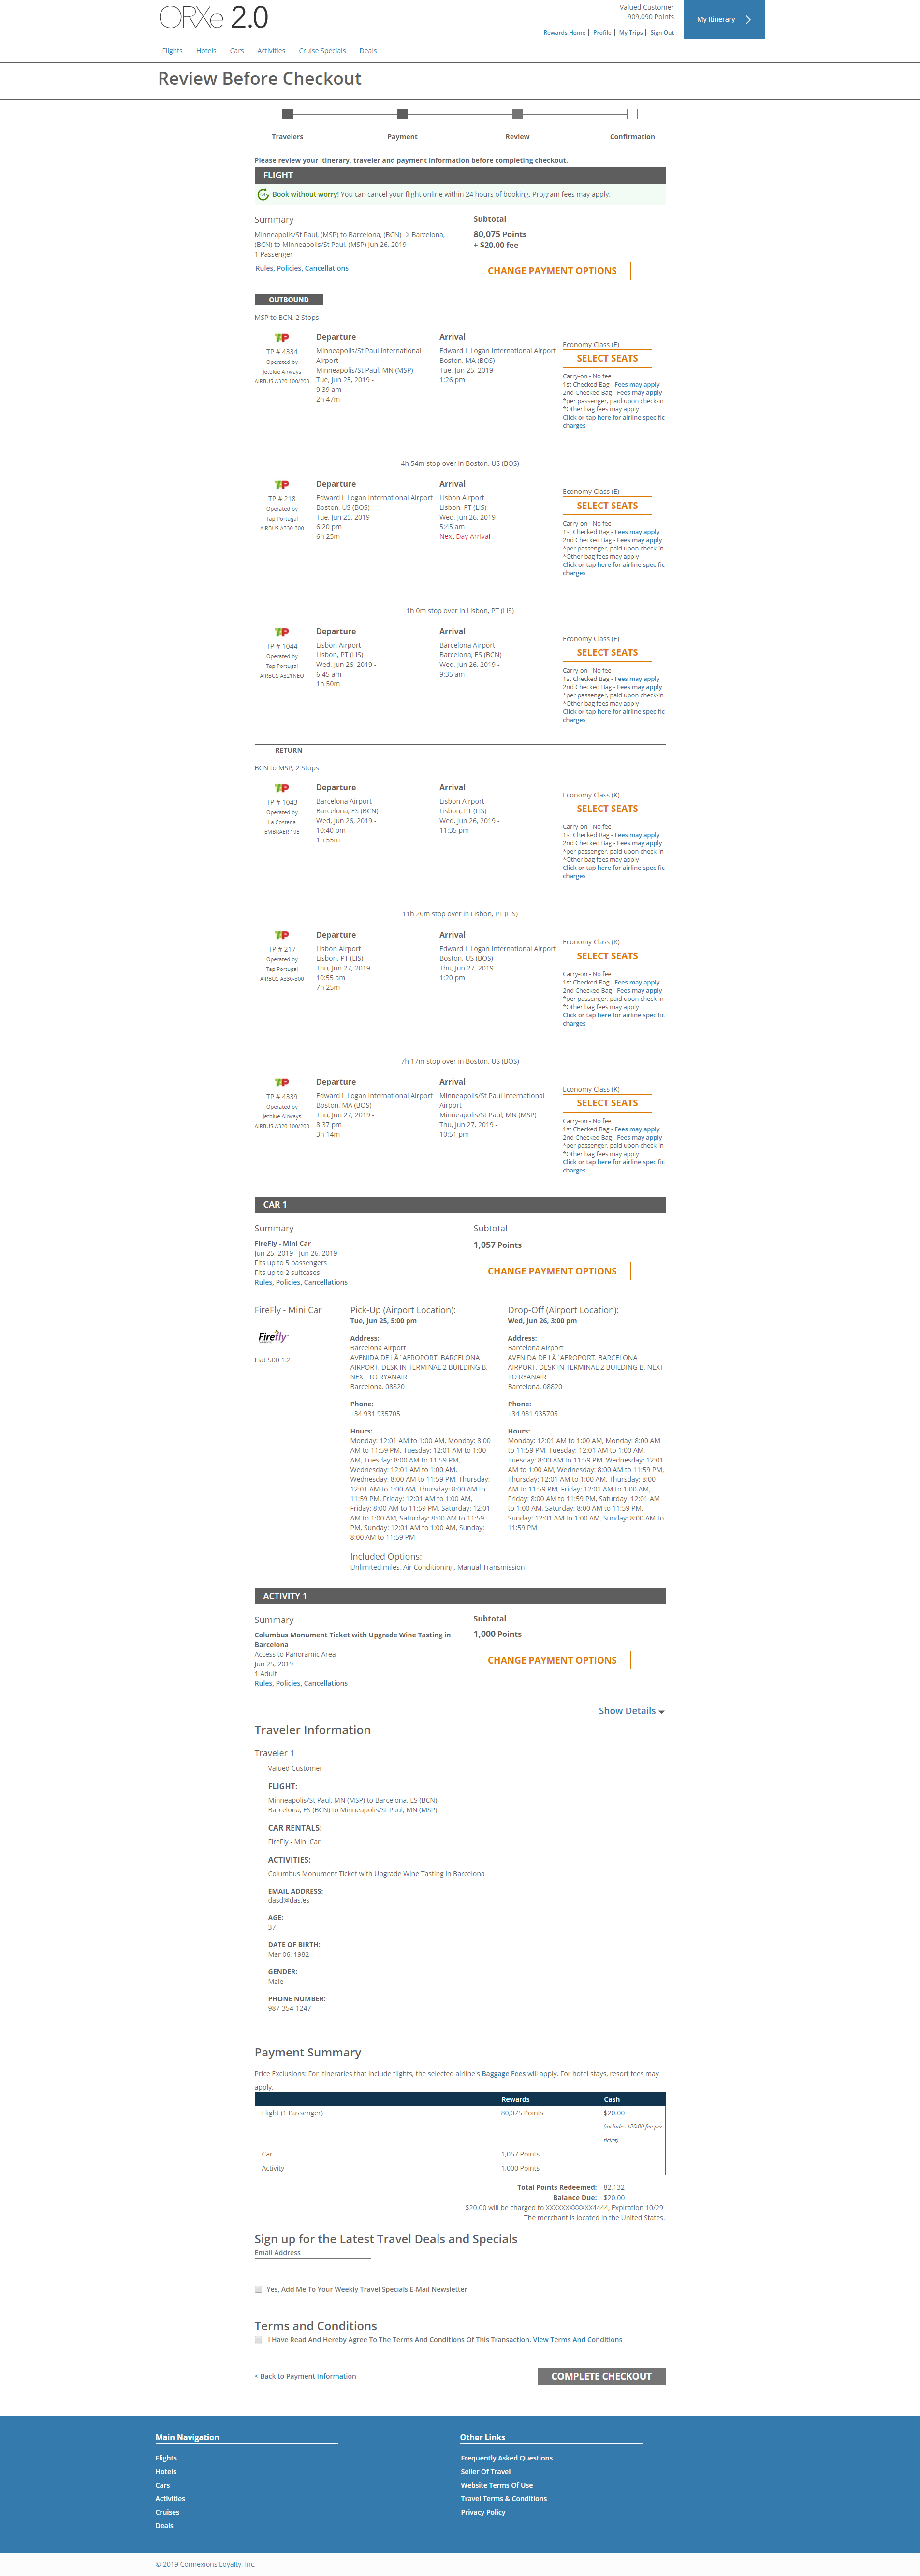 ORXe 2.0
Valued Customer
909,090 Points
Rewards Home | Profile | My Trips | Sign Out
My Itinerary
Flights Hotels Cars Activities Cruise Specials Deals
Review Before Checkout
Travelers Payment Review Confirmation
Please review your itinerary, traveler and payment information before completing checkout.
FLIGHT
Book without worry! You can cancel your flight online within 24 hours of booking. Program fees may apply.
Summary
Minneapolis/St Paul, (MSP) to Barcelona, (BCN) > Barcelona,
(BCN) to Minneapolis/St Paul, (MSP) Jun 26, 2019
1 Passenger
Rules, Policies, Cancellations
Subtotal
80,075 Points
+ $20.00 fee
CHANGE PAYMENT OPTIONS
OUTBOUND
MSP to BCN, 2 Stops
TP
TP # 4334
Operated by
Jetblue Airways
AIRBUS A320 100/200
Departure
Minneapolis/St Paul International
Airport
Minneapolis/St Paul, MN (MSP)
Tue, Jun 25, 2019 -
9:39 am
2h 47m
Arrival
Edward L Logan International Airport
Boston, MA (BOS)
Tue, Jun 25, 2019 -
1:26 pm
Economy Class (E)
SELECT SEATS
Carry-on - No fee
1st Checked Bag - Fees may apply
2nd Checked Bag - Fees may apply
*per passenger, paid upon check-in
*Other bag fees may apply
Click or tap here for airline specific
charges
4h 54m stop over in Boston, US (BOS)
TP
TP # 218
Operated by
Tap Portugal
AIRBUS A330-300
Departure
Edward L Logan International Airport
Boston, US (BOS)
Tue, Jun 25, 2019 -
6:20 pm
6h 25m
Arrival
Lisbon Airport
Lisbon, PT (LIS)
Wed, Jun 26, 2019 -
5:45 am
Next Day Arrival
Economy Class (E)
SELECT SEATS
Carry-on - No fee
1st Checked Bag - Fees may apply
2nd Checked Bag - Fees may apply
*per passenger, paid upon check-in
*Other bag fees may apply
Click or tap here for airline specific
charges
1h 0m stop over in Lisbon, PT (LIS)
TP
TP # 1044
Operated by
Tap Portugal
AIRBUS A321NEO
Departure
Lisbon Airport
Lisbon, PT (LIS)
Wed, Jun 26, 2019 -
6:45 am
1h 50m
Arrival
Barcelona Airport
Barcelona, ES (BCN)
Wed, Jun 26, 2019 -
9:35 am
Economy Class (E)
SELECT SEATS
Carry-on - No fee
1st Checked Bag - Fees may apply
2nd Checked Bag - Fees may apply
*per passenger, paid upon check-in
*Other bag fees may apply
Click or tap here for airline specific
charges
RETURN
BCN to MSP, 2 Stops
TP
TP # 1043
Operated by
La Costena
EMBRAER 195
Departure
Barcelona Airport
Barcelona, ES (BCN)
Wed, Jun 26, 2019 -
10:40 pm
1h 55m
Arrival
Lisbon Airport
Lisbon, PT (LIS)
Wed, Jun 26, 2019 -
11:35 pm
Economy Class (K)
SELECT SEATS
Carry-on - No fee
1st Checked Bag - Fees may apply
2nd Checked Bag - Fees may apply
*per passenger, paid upon check-in
*Other bag fees may apply
Click or tap here for airline specific
charges
11h 20m stop over in Lisbon, PT (LIS)
TP
TP # 217
Operated by
Tap Portugal
AIRBUS A330-300
Departure
Lisbon Airport
Lisbon, PT (LIS)
Thu, Jun 27, 2019 -
10:55 am
7h 25m
Arrival
Edward L Logan International Airport
Boston, US (BOS)
Thu, Jun 27, 2019 -
1:20 pm
Economy Class (K)
SELECT SEATS
Carry-on - No fee
1st Checked Bag - Fees may apply
2nd Checked Bag - Fees may apply
*per passenger, paid upon check-in
*Other bag fees may apply
Click or tap here for airline specific
charges
7h 17m stop over in Boston, US (BOS)
TP
TP # 4339
Operated by
Jetblue Airways
AIRBUS A320 100/200
Departure
Edward L Logan International Airport
Boston, MA (BOS)
Thu, Jun 27, 2019 -
8:37 pm
3h 14m
Arrival
Minneapolis/St Paul International
Airport
Minneapolis/St Paul, MN (MSP)
Thu, Jun 27, 2019 -
10:51 pm
Economy Class (K)
SELECT SEATS
Carry-on - No fee
1st Checked Bag - Fees may apply
2nd Checked Bag - Fees may apply
*per passenger, paid upon check-in
*Other bag fees may apply
Click or tap here for airline specific
charges
CAR 1
Summary
FireFly - Mini Car
Jun 25, 2019 - Jun 26, 2019
Fits up to 5 passengers
Fits up to 2 suitcases
Rules, Policies, Cancellations
Subtotal
1,057 Points
CHANGE PAYMENT OPTIONS
FireFly - Mini Car
Firefly
Fiat 500 1.2
Pick-Up (Airport Location):
Tue, Jun 25, 5:00 pm
Address:
Barcelona Airport
AVENIDA DE LÂ´AEROPORT, BARCELONA
AIRPORT, DESK IN TERMINAL 2 BUILDING B,
NEXT TO RYANAIR
Barcelona, 08820
Phone:
+34 931 935705
Hours:
Monday: 12:01 AM to 1:00 AM, Monday: 8:00
AM to 11:59 PM, Tuesday: 12:01 AM to 1:00
AM, Tuesday: 8:00 AM to 11:59 PM,
Wednesday: 12:01 AM to 1:00 AM,
Wednesday: 8:00 AM to 11:59 PM, Thursday:
12:01 AM to 1:00 AM, Thursday: 8:00 AM to
11:59 PM, Friday: 12:01 AM to 1:00 AM,
Friday: 8:00 AM to 11:59 PM, Saturday: 12:01
AM to 1:00 AM, Saturday: 8:00 AM to 11:59
PM, Sunday: 12:01 AM to 1:00 AM, Sunday:
8:00 AM to 11:59 PM
Drop-Off (Airport Location):
Wed, Jun 26, 3:00 pm
Address:
Barcelona Airport
AVENIDA DE LÂ´AEROPORT, BARCELONA
AIRPORT, DESK IN TERMINAL 2 BUILDING B, NEXT
TO RYANAIR
Barcelona, 08820
Phone:
+34 931 935705
Hours:
Monday: 12:01 AM to 1:00 AM, Monday: 8:00 AM
to 11:59 PM, Tuesday: 12:01 AM to 1:00 AM,
Tuesday: 8:00 AM to 11:59 PM, Wednesday: 12:01
AM to 1:00 AM, Wednesday: 8:00 AM to 11:59 PM,
Thursday: 12:01 AM to 1:00 AM, Thursday: 8:00
AM to 11:59 PM, Friday: 12:01 AM to 1:00 AM,
Friday: 8:00 AM to 11:59 PM, Saturday: 12:01 AM
to 1:00 AM, Saturday: 8:00 AM to 11:59 PM,
Sunday: 12:01 AM to 1:00 AM, Sunday: 8:00 AM to
11:59 PM
Included Options:
Unlimited miles, Air Conditioning, Manual Transmission
ACTIVITY 1
Summary
Columbus Monument Ticket with Upgrade Wine Tasting in
Barcelona
Access to Panoramic Area
Jun 25, 2019
1 Adult
Rules, Policies, Cancellations
Subtotal
1,000 Points
CHANGE PAYMENT OPTIONS
Show Details
Traveler Information
Traveler 1
Valued Customer
FLIGHT:
Minneapolis/St Paul, MN (MSP) to Barcelona, ES (BCN)
Barcelona, ES (BCN) to Minneapolis/St Paul, MN (MSP)
CAR RENTALS:
FireFly - Mini Car
ACTIVITIES:
Columbus Monument Ticket with Upgrade Wine Tasting in Barcelona
EMAIL ADDRESS:
dasd@das.es
AGE:
37
DATE OF BIRTH:
Mar 06, 1982
GENDER:
Male
PHONE NUMBER:
987-354-1247
Payment Summary
Price Exclusions: For itineraries that include flights, the selected airline's Baggage Fees will apply. For hotel stays, resort fees may
apply.
Rewards Cash
Flight (1 Passenger) 80,075 Points $20.00
(includes $20.00 fee per
ticket)
Car 1,057 Points
Activity 1,000 Points
Total Points Redeemed: 82,132
Balance Due: $20.00
$20.00 will be charged to XXXXXXXXXXXX4444, Expiration 10/29
The merchant is located in the United States.
Sign up for the Latest Travel Deals and Specials
Email Address
Yes, Add Me To Your Weekly Travel Specials E-Mail Newsletter
Terms and Conditions
I Have Read And Hereby Agree To The Terms And Conditions Of This Transaction. View Terms And Conditions
< Back to Payment Information
COMPLETE CHECKOUT
Main Navigation
Flights
Hotels
Cars
Activities
Cruises
Deals
Other Links
Frequently Asked Questions
Seller Of Travel
Website Terms Of Use
Travel Terms & Conditions
Privacy Policy
© 2019 Connexions Loyalty, Inc.